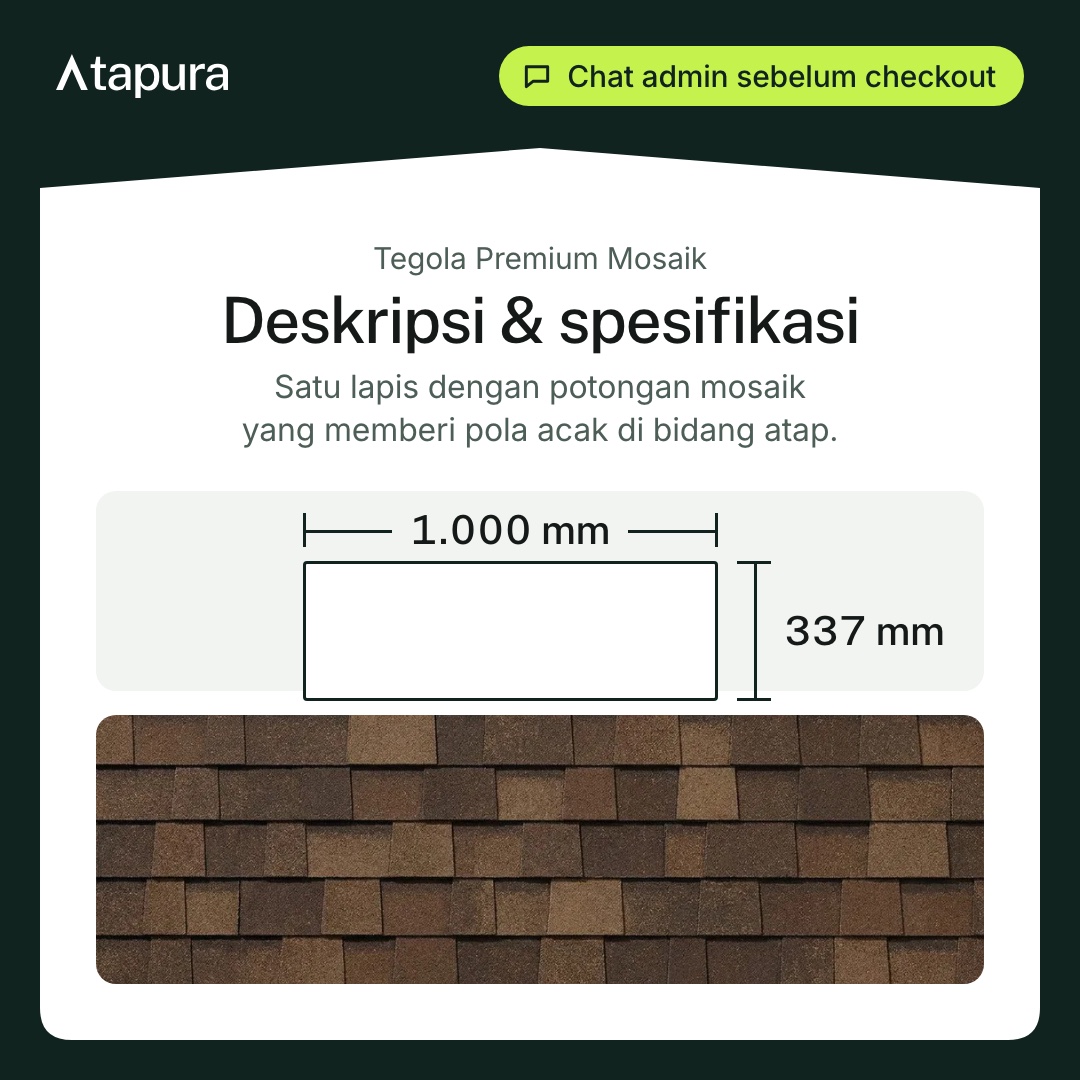 Atapura
Chat admin sebelum checkout
Tegola Premium Mosaik
Deskripsi & spesifikasi
Satu lapis dengan potongan mosaik
yang memberi pola acak di bidang atap.
1.000 mm
337 mm